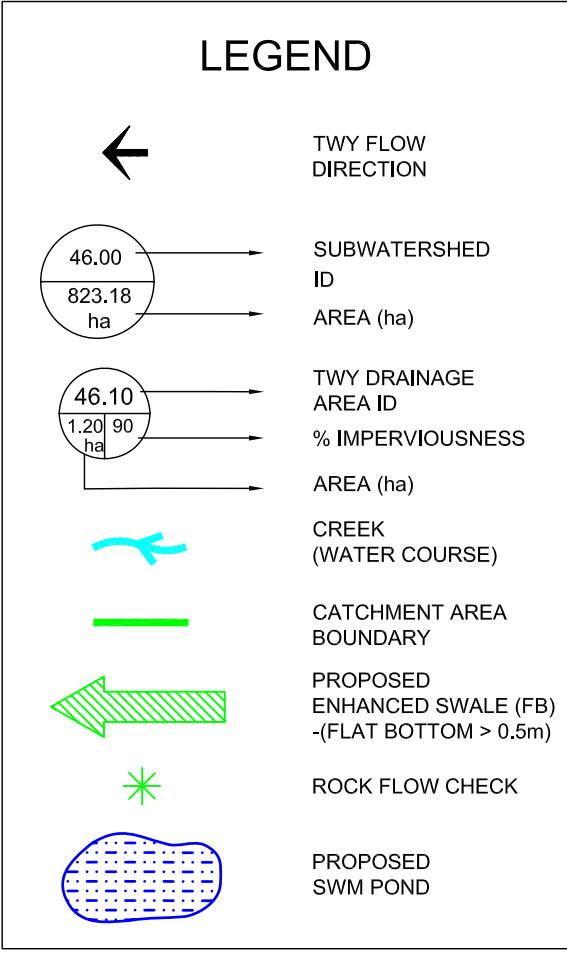 LEGEND
TWY FLOW
DIRECTION
46.00
823.18
ha
SUBWATERSHED
ID
AREA (ha)
46.10
1.20 90
ha
TWY DRAINAGE
AREA ID
% IMPERVIOUSNESS
AREA (ha)
CREEK
(WATER COURSE)
CATCHMENT AREA
BOUNDARY
PROPOSED
ENHANCED SWALE (FB)
-(FLAT BOTTOM > 0.5m)
ROCK FLOW CHECK
PROPOSED
SWM POND